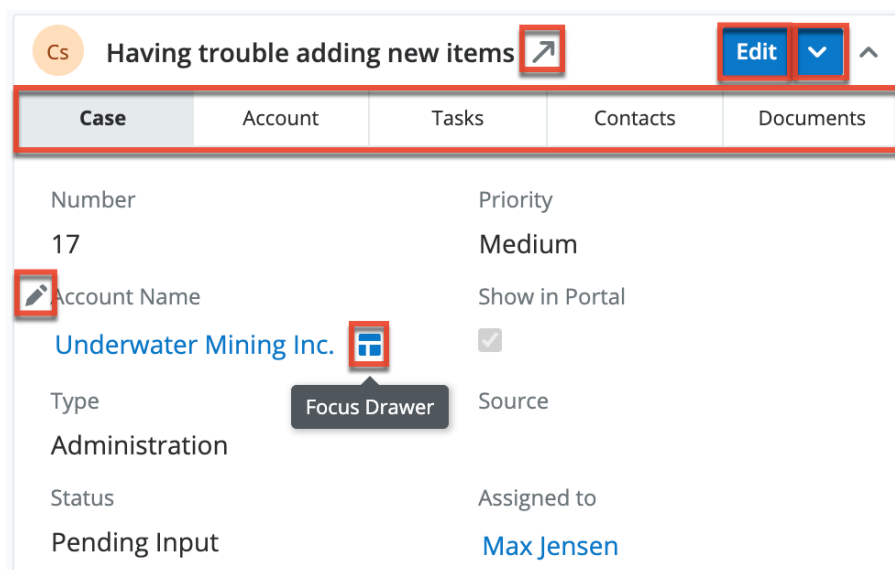 Cs Having trouble adding new items Edit
Case Account Tasks Contacts Documents
Number Priority
17 Medium
Account Name Show in Portal
Underwater Mining Inc.
Focus Drawer
Type Source
Administration
Status Assigned to
Pending Input Max Jensen